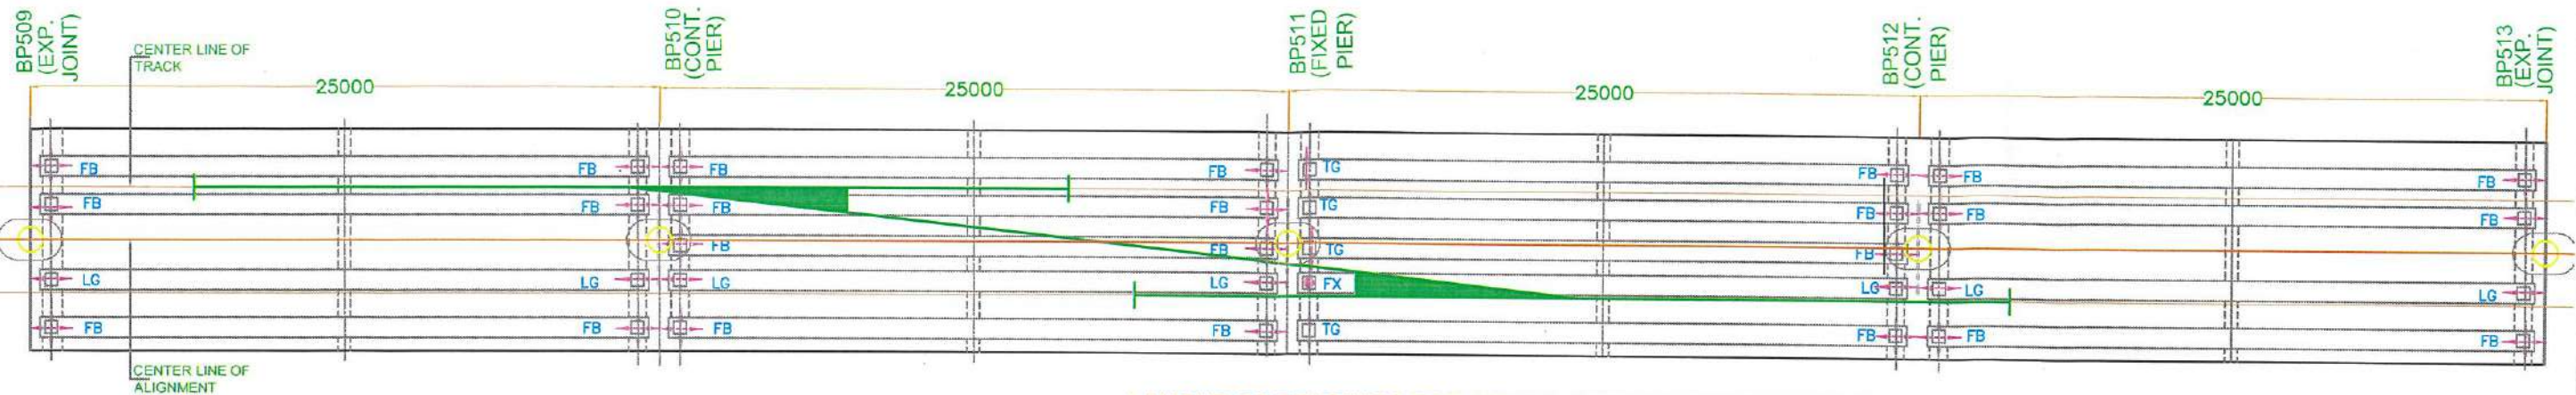 BP509
(EXP.
JOINT)
BP510
(CONT.
PIER)
BP511
(FIXED
PIER)
BP512
(CONT.
PIER)
BP513
(EXP.
JOINT)
CENTER LINE OF
TRACK
25000
25000
25000
25000
FB FB FB FB TG FB FB FB
FB FB FB FB TG FB FB FB
FB FB TG FB
LG LG LG LG FX LG LG LG
FB FB FB FB TG FB FB FB
CENTER LINE OF
ALIGNMENT